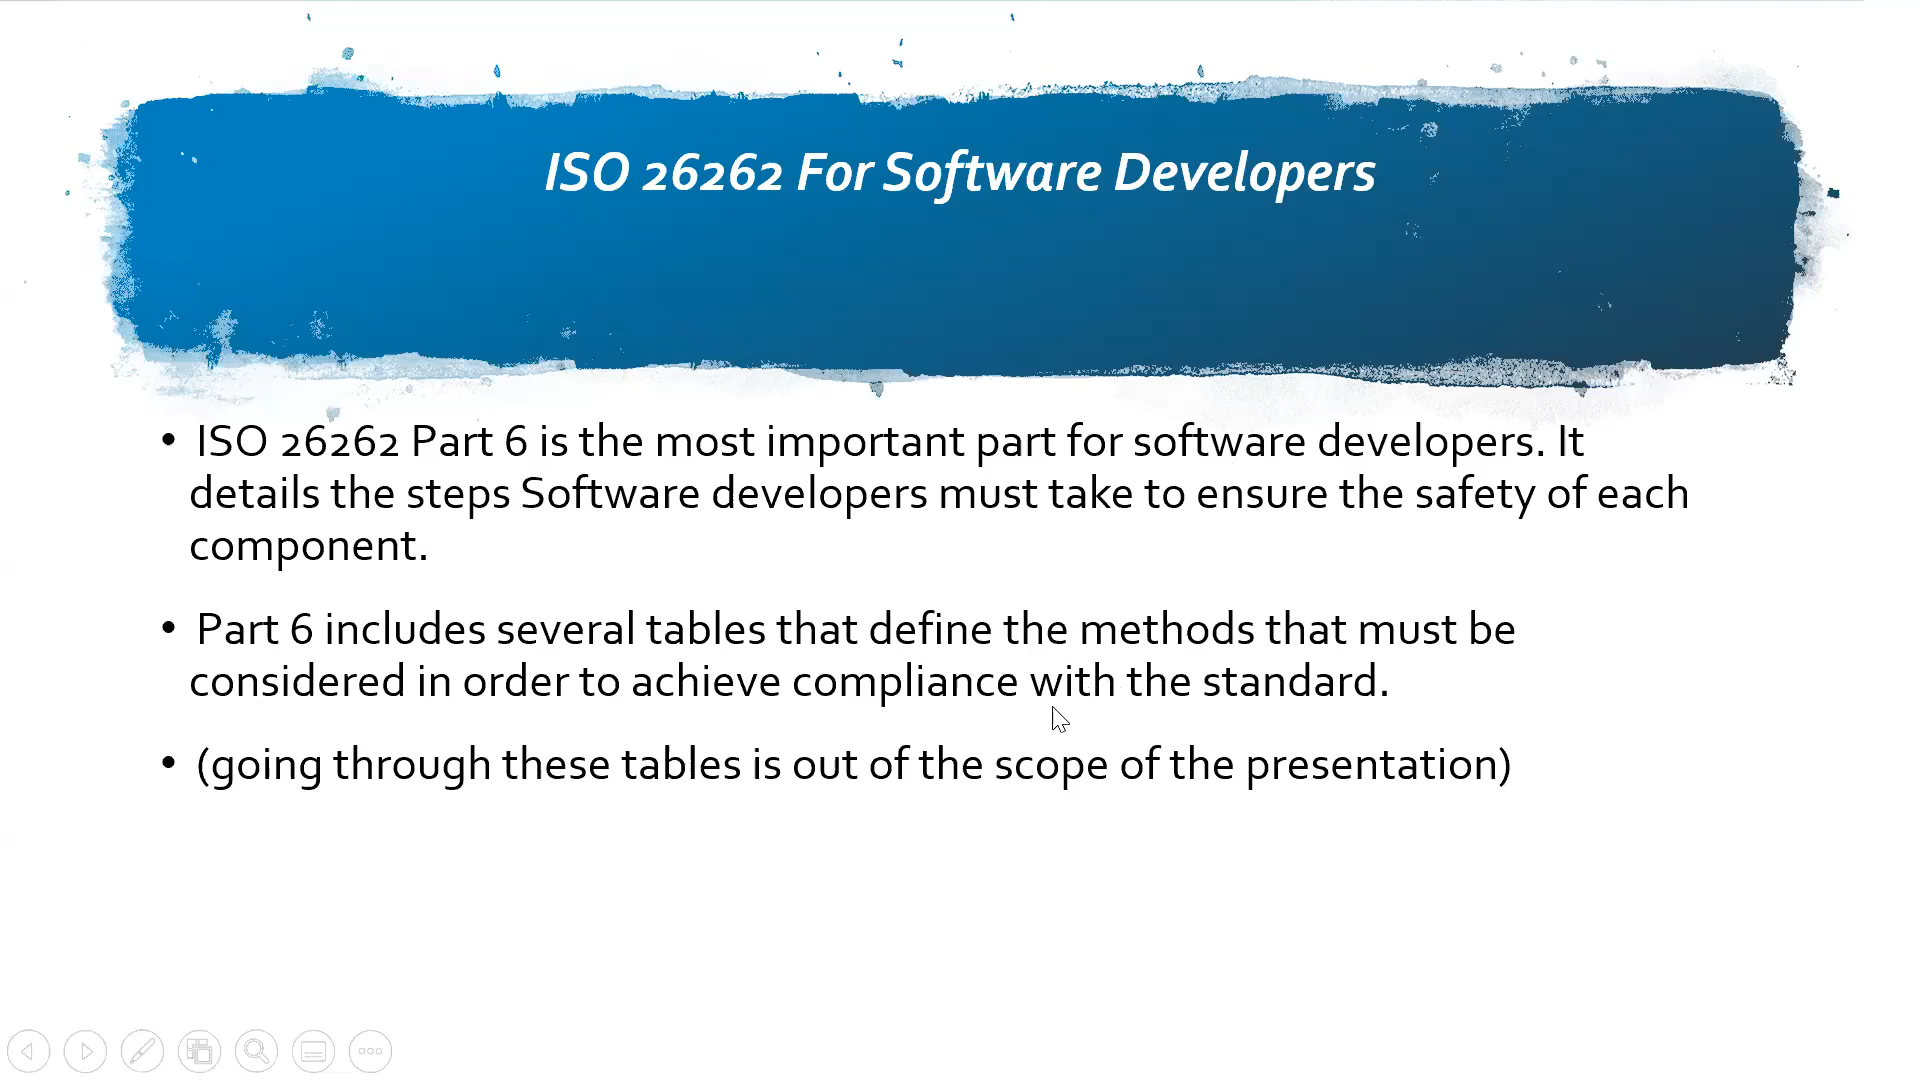 ISO 26262 For Software Developers
• ISO 26262 Part 6 is the most important part for software developers. It
details the steps Software developers must take to ensure the safety of each
component.
• Part 6 includes several tables that define the methods that must be
considered in order to achieve compliance with the standard.
• (going through these tables is out of the scope of the presentation)